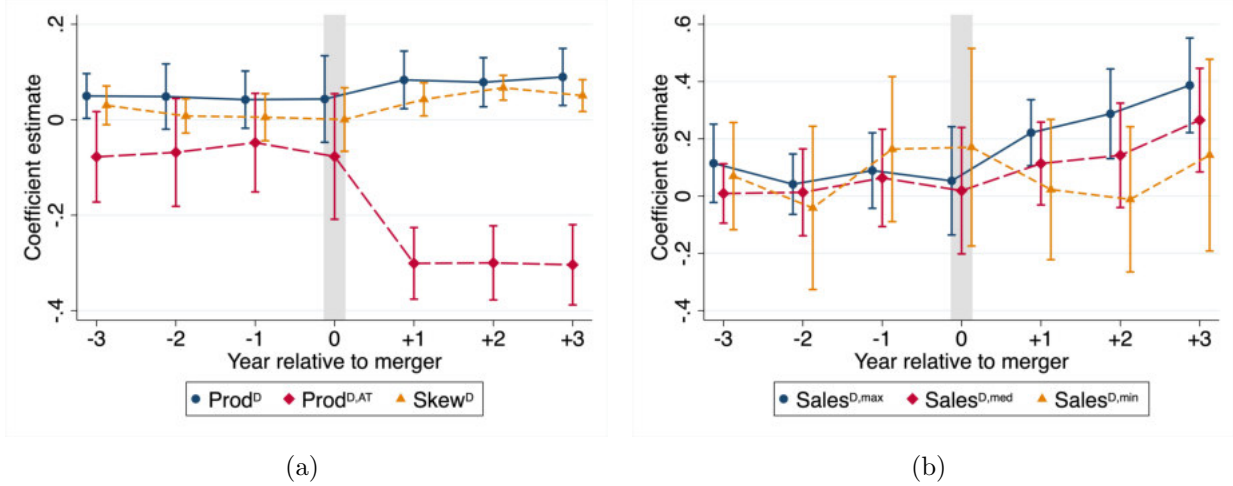 Coefficient estimate
.2
0
-.2
-.4
-3 -2 -1 0 +1 +2 +3
Year relative to merger
Prod^D Prod^D,AT Skew^D
(a)
Coefficient estimate
.6
.4
.2
0
-.2
-.4
-3 -2 -1 0 +1 +2 +3
Year relative to merger
Sales^D,max Sales^D,med Sales^D,min
(b)